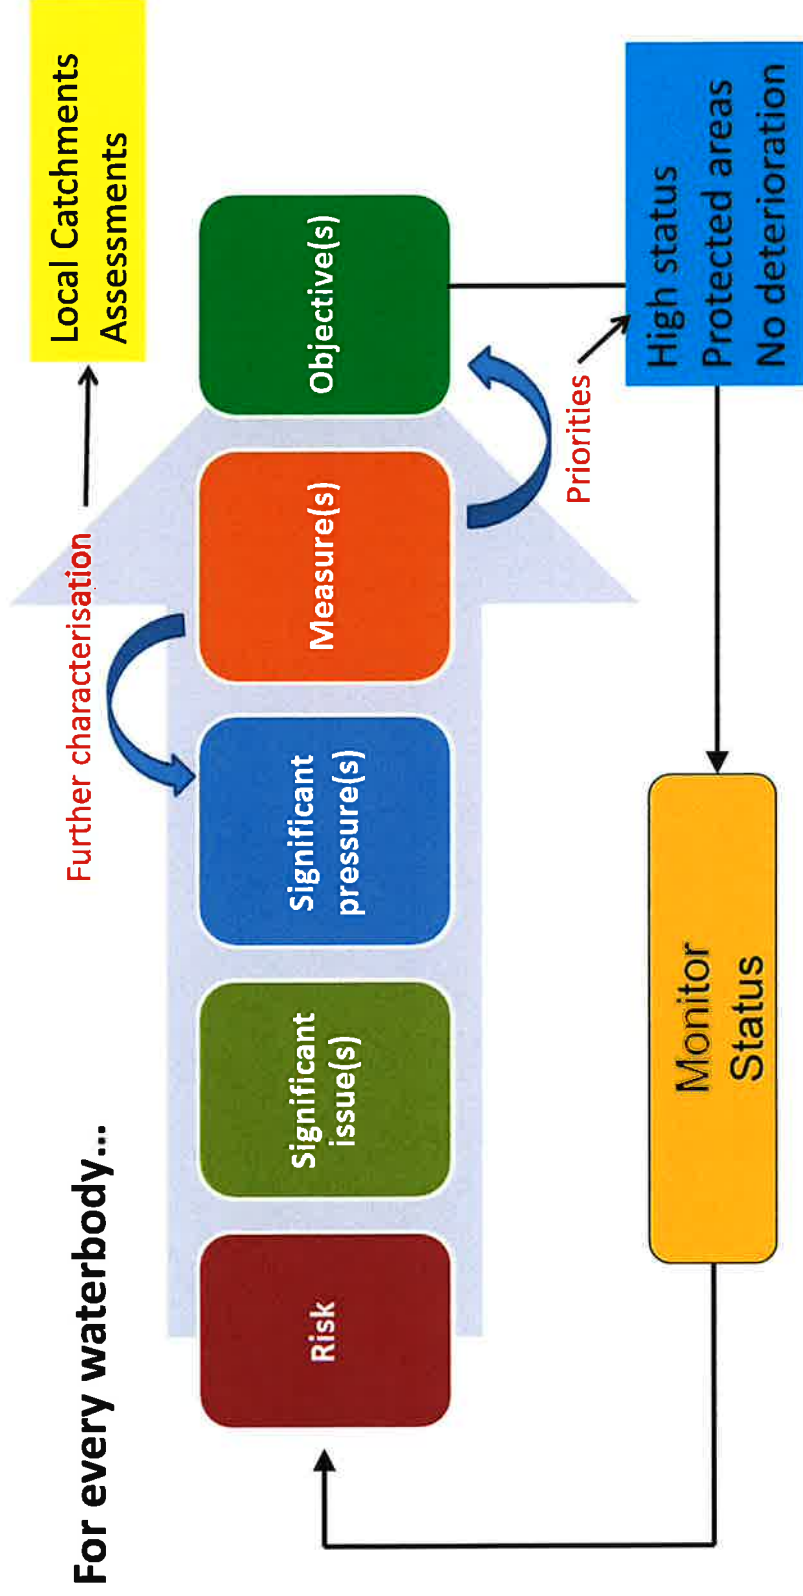 For every waterbody...
Further characterisation
Local Catchments
Assessments
Risk
Significant
issue(s)
Significant
pressure(s)
Measure(s)
Objective(s)
Priorities
High status
Protected areas
No deterioration
Monitor
Status